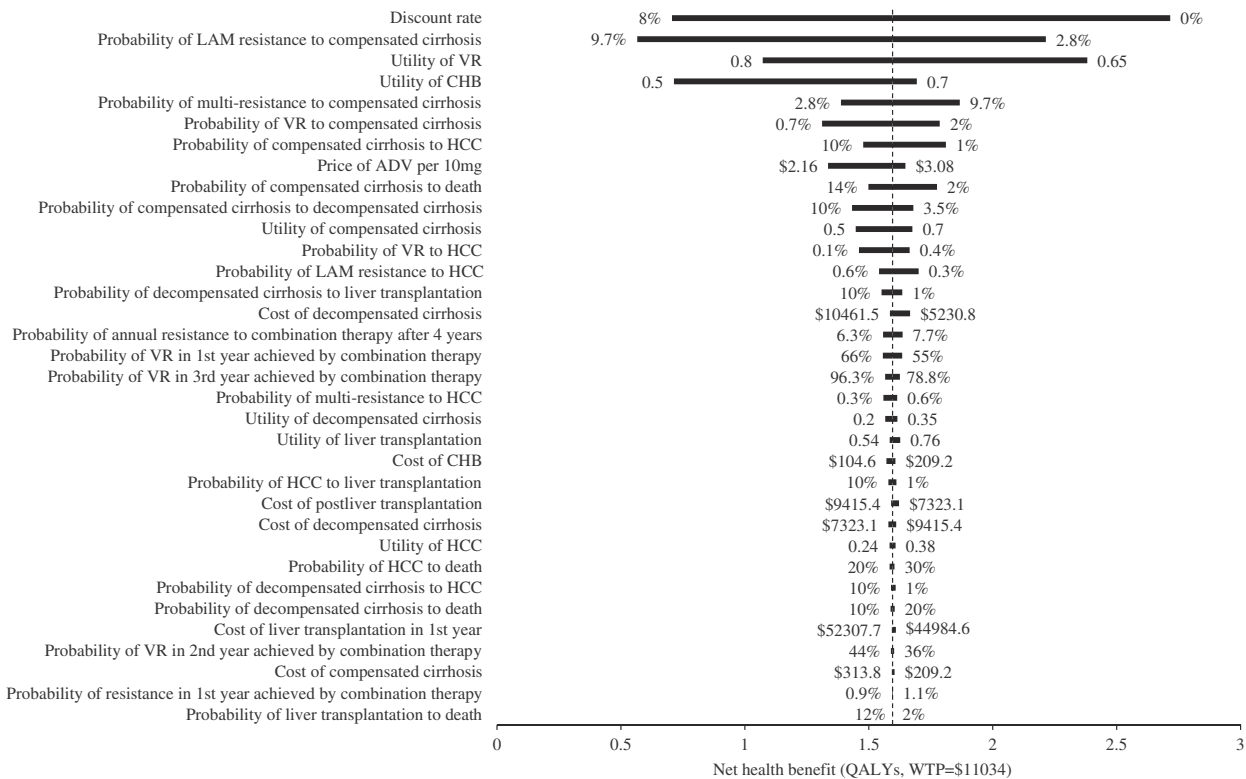 Discount rate 8% 0%
Probability of LAM resistance to compensated cirrhosis 9.7% 2.8%
Utility of VR 0.8 0.65
Utility of CHB 0.5 0.7
Probability of multi-resistance to compensated cirrhosis 2.8% 9.7%
Probability of VR to compensated cirrhosis 0.7% 2%
Probability of compensated cirrhosis to HCC 10% 1%
Price of ADV per 10mg $2.16 $3.08
Probability of compensated cirrhosis to death 14% 2%
Probability of compensated cirrhosis to decompensated cirrhosis 10% 3.5%
Utility of compensated cirrhosis 0.5 0.7
Probability of VR to HCC 0.1% 0.4%
Probability of LAM resistance to HCC 0.6% 0.3%
Probability of decompensated cirrhosis to liver transplantation 10% 1%
Cost of decompensated cirrhosis $10461.5 $5230.8
Probability of annual resistance to combination therapy after 4 years 6.3% 7.7%
Probability of VR in 1st year achieved by combination therapy 66% 55%
Probability of VR in 3rd year achieved by combination therapy 96.3% 78.8%
Probability of multi-resistance to HCC 0.3% 0.6%
Utility of decompensated cirrhosis 0.2 0.35
Utility of liver transplantation 0.54 0.76
Cost of CHB $104.6 $209.2
Probability of HCC to liver transplantation 10% 1%
Cost of postliver transplantation $9415.4 $7323.1
Cost of decompensated cirrhosis $7323.1 $9415.4
Utility of HCC 0.24 0.38
Probability of HCC to death 20% 30%
Probability of decompensated cirrhosis to HCC 10% 1%
Probability of decompensated cirrhosis to death 10% 20%
Cost of liver transplantation in 1st year $52307.7 $44984.6
Probability of VR in 2nd year achieved by combination therapy 44% 36%
Cost of compensated cirrhosis $313.8 $209.2
Probability of resistance in 1st year achieved by combination therapy 0.9% 1.1%
Probability of liver transplantation to death 12% 2%
0 0.5 1 1.5 2 2.5 3
Net health benefit (QALYs, WTP=$11034)